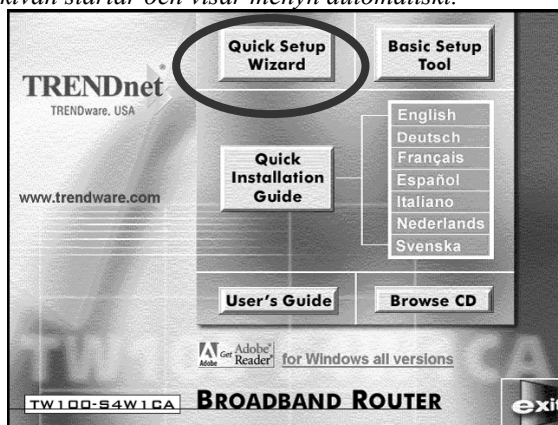 skivan startar och visar menyn automatiskt.
Quick Setup
Wizard
Basic Setup
Tool
TRENDnet
TRENDware, USA
English
Deutsch
Français
Español
Italiano
Nederlands
Svenska
Quick
Installation
Guide
www.trendware.com
User's Guide
Browse CD
Adobe
Get Adobe®
Reader®
for Windows all versions
TW100-S4W1CA
BROADBAND ROUTER
exit